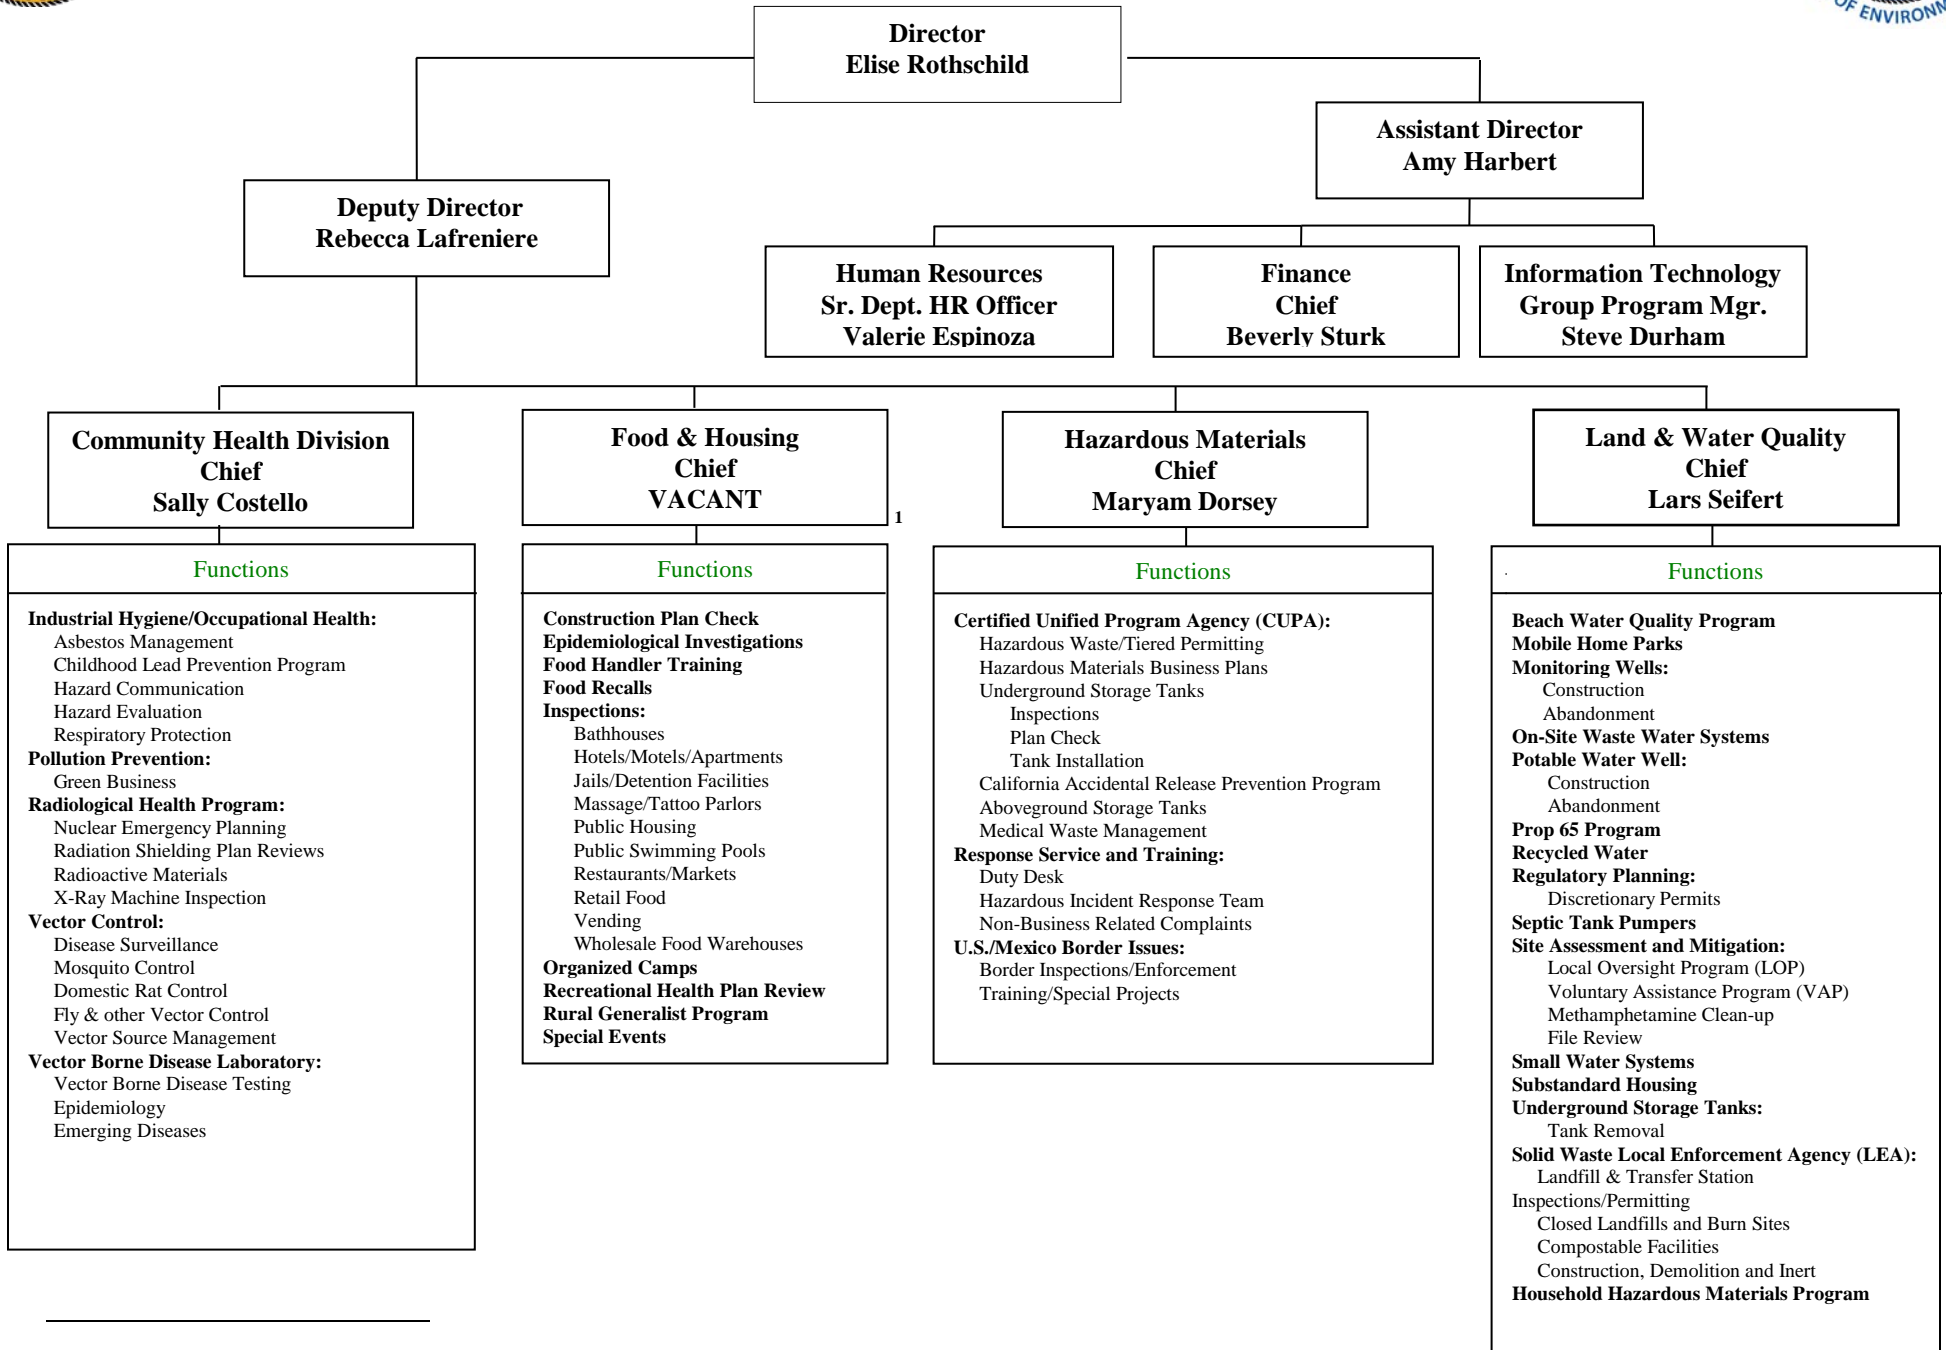 OF ENVIRONM
Director
Elise Rothschild
Assistant Director
Amy Harbert
Deputy Director
Rebecca Lafreniere
Human Resources
Sr. Dept. HR Officer
Valerie Espinoza
Finance
Chief
Beverly Sturk
Information Technology
Group Program Mgr.
Steve Durham
Community Health Division
Chief
Sally Costello
Food & Housing
Chief
VACANT
1
Hazardous Materials
Chief
Maryam Dorsey
Land & Water Quality
Chief
Lars Seifert
Functions
Industrial Hygiene/Occupational Health:
Asbestos Management
Childhood Lead Prevention Program
Hazard Communication
Hazard Evaluation
Respiratory Protection
Pollution Prevention:
Green Business
Radiological Health Program:
Nuclear Emergency Planning
Radiation Shielding Plan Reviews
Radioactive Materials
X-Ray Machine Inspection
Vector Control:
Disease Surveillance
Mosquito Control
Domestic Rat Control
Fly & other Vector Control
Vector Source Management
Vector Borne Disease Laboratory:
Vector Borne Disease Testing
Epidemiology
Emerging Diseases
Functions
Construction Plan Check
Epidemiological Investigations
Food Handler Training
Food Recalls
Inspections:
Bathhouses
Hotels/Motels/Apartments
Jails/Detention Facilities
Massage/Tattoo Parlors
Public Housing
Public Swimming Pools
Restaurants/Markets
Retail Food
Vending
Wholesale Food Warehouses
Organized Camps
Recreational Health Plan Review
Rural Generalist Program
Special Events
Functions
Certified Unified Program Agency (CUPA):
Hazardous Waste/Tiered Permitting
Hazardous Materials Business Plans
Underground Storage Tanks
Inspections
Plan Check
Tank Installation
California Accidental Release Prevention Program
Aboveground Storage Tanks
Medical Waste Management
Response Service and Training:
Duty Desk
Hazardous Incident Response Team
Non-Business Related Complaints
U.S./Mexico Border Issues:
Border Inspections/Enforcement
Training/Special Projects
Functions
Beach Water Quality Program
Mobile Home Parks
Monitoring Wells:
Construction
Abandonment
On-Site Waste Water Systems
Potable Water Well:
Construction
Abandonment
Prop 65 Program
Recycled Water
Regulatory Planning:
Discretionary Permits
Septic Tank Pumpers
Site Assessment and Mitigation:
Local Oversight Program (LOP)
Voluntary Assistance Program (VAP)
Methamphetamine Clean-up
File Review
Small Water Systems
Substandard Housing
Underground Storage Tanks:
Tank Removal
Solid Waste Local Enforcement Agency (LEA):
Landfill & Transfer Station
Inspections/Permitting
Closed Landfills and Burn Sites
Compostable Facilities
Construction, Demolition and Inert
Household Hazardous Materials Program